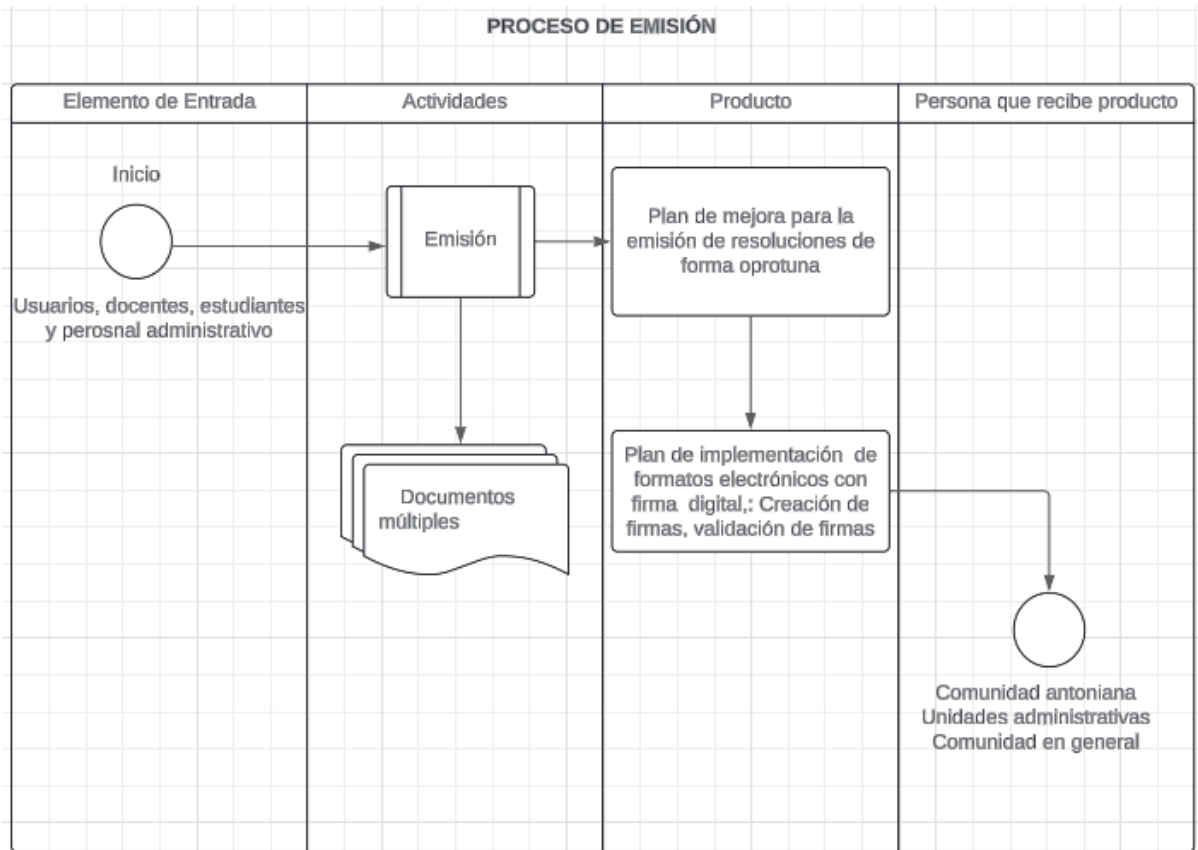 PROCESO DE EMISIÓN
Elemento de Entrada
Actividades
Producto
Persona que recibe producto
Inicio
Usuarios, docentes, estudiantes
y perosnal administrativo
Emisión
Documentos
múltiples
Plan de mejora para la
emisión de resoluciones de
forma oprotuna
Plan de implementación de
formatos electrónicos con
firma digital,: Creación de
firmas, validación de firmas
Comunidad antoniana
Unidades administrativas
Comunidad en general